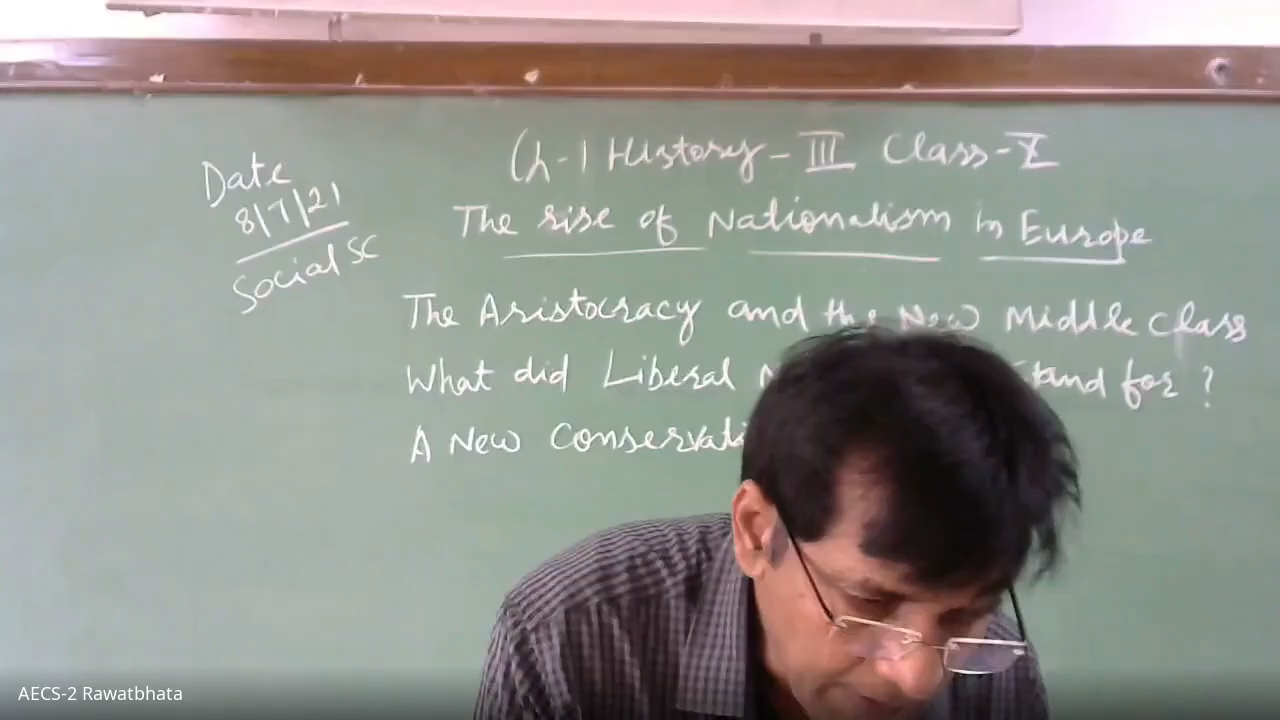 Date
8/7/21
Social SC
Ch-1 History-III Class-X
The rise of Nationalism in Europe
The Aristocracy and the New Middle Class
What did Liberal stand for ?
A New
AECS-2 Rawatbhata